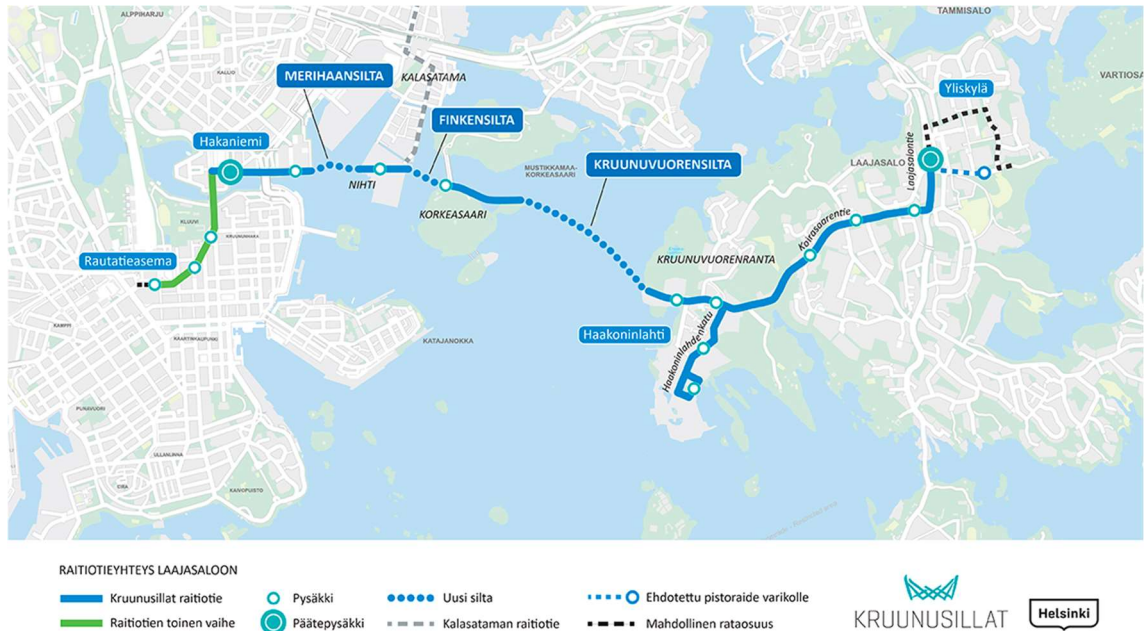 ALPPIHARJU
TAMMISALO
KALLIO
MERIHAANSILTA
KALASATAMA
VARTIOSA
Yliskylä
FINKENSILTA
Hakaniemi
KRUUNUVUORENSILTA
MUSTIKKAMAA-
KORKEASAARI
LAAJASALO
Laajasalontie
NIHTI
KORKEASAARI
KLUUVI
KRUUNUNHAKA
Koirasaarentie
Rautatieasema
KRUUNUVUORENRANTA
KAMPPI
KAARTINKAUPUNKI
KATAJANOKKA
Haakoninlahti
Haakoninlahdenkatu
PUNAVUORI
ULLANLINNA
EIRA
KAIVOPUISTO
RAITIOTIEYHTEYS LAAJASALOON
Kruunusillat raitiotie
Pysäkki
Uusi silta
Ehdotettu pistoraide varikolle
Raitiotien toinen vaihe
Päätepysäkki
Kalasataman raitiotie
Mahdollinen rataosuus
KRUUNUSILLAT
Helsinki